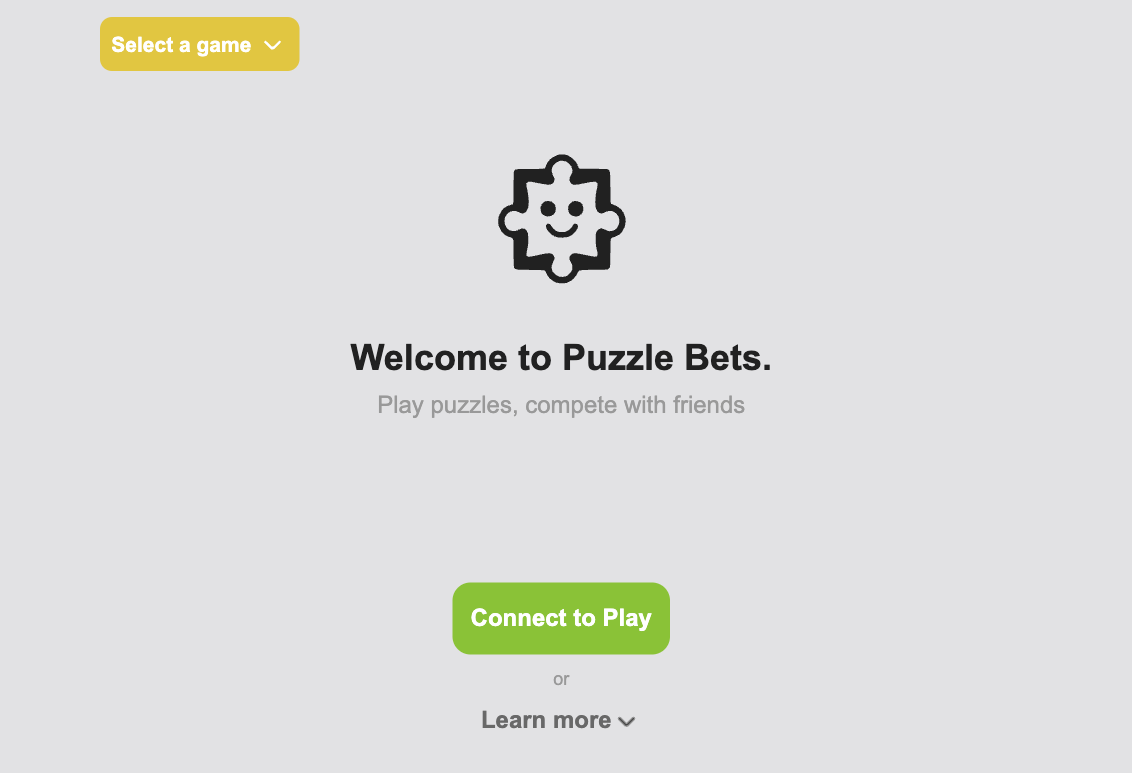 Select a game
Welcome to Puzzle Bets.
Play puzzles, compete with friends
Connect to Play
or
Learn more